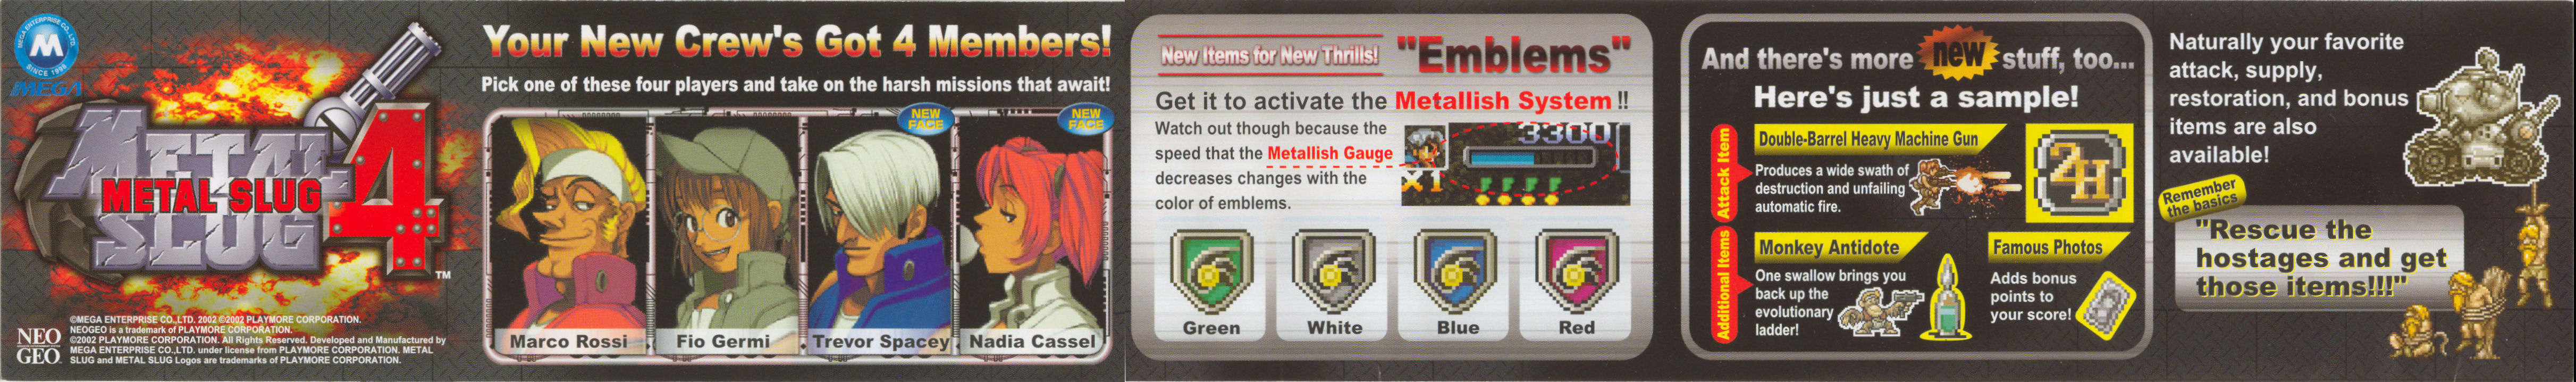 MEGA ENTERPRISE CO., LTD.
M
SINCE 1998
MEGA
METAL
METAL SLUG
SLUG
4
TM
NEO
GEO
©MEGA ENTERPRISE CO.,LTD. 2002 ©2002 PLAYMORE CORPORATION.
NEOGEO is a trademark of PLAYMORE CORPORATION.
©2002 PLAYMORE CORPORATION. All Rights Reserved. Developed and Manufactured by
MEGA ENTERPRISE CO.,LTD. under license from PLAYMORE CORPORATION. METAL
SLUG and METAL SLUG Logos are trademarks of PLAYMORE CORPORATION.
Your New Crew's Got 4 Members!
Pick one of these four players and take on the harsh missions that await!
NEW
FACE
NEW
FACE
Marco Rossi
Fio Germi
Trevor Spacey
Nadia Cassel
New Items for New Thrills!
"Emblems"
Get it to activate the Metallish System !!
Watch out though because the
speed that the Metallish Gauge
decreases changes with the
color of emblems.
3300
X1
Green
White
Blue
Red
And there's more new stuff, too...
Here's just a sample!
Attack Item
Double-Barrel Heavy Machine Gun
Produces a wide swath of
destruction and unfailing
automatic fire.
2H
Additional Items
Monkey Antidote
One swallow brings you
back up the
evolutionary
ladder!
Famous Photos
Adds bonus
points to
your score!
Naturally your favorite
attack, supply,
restoration, and bonus
items are also
available!
Remember
the basics
"Rescue the
hostages and get
those items!!!"